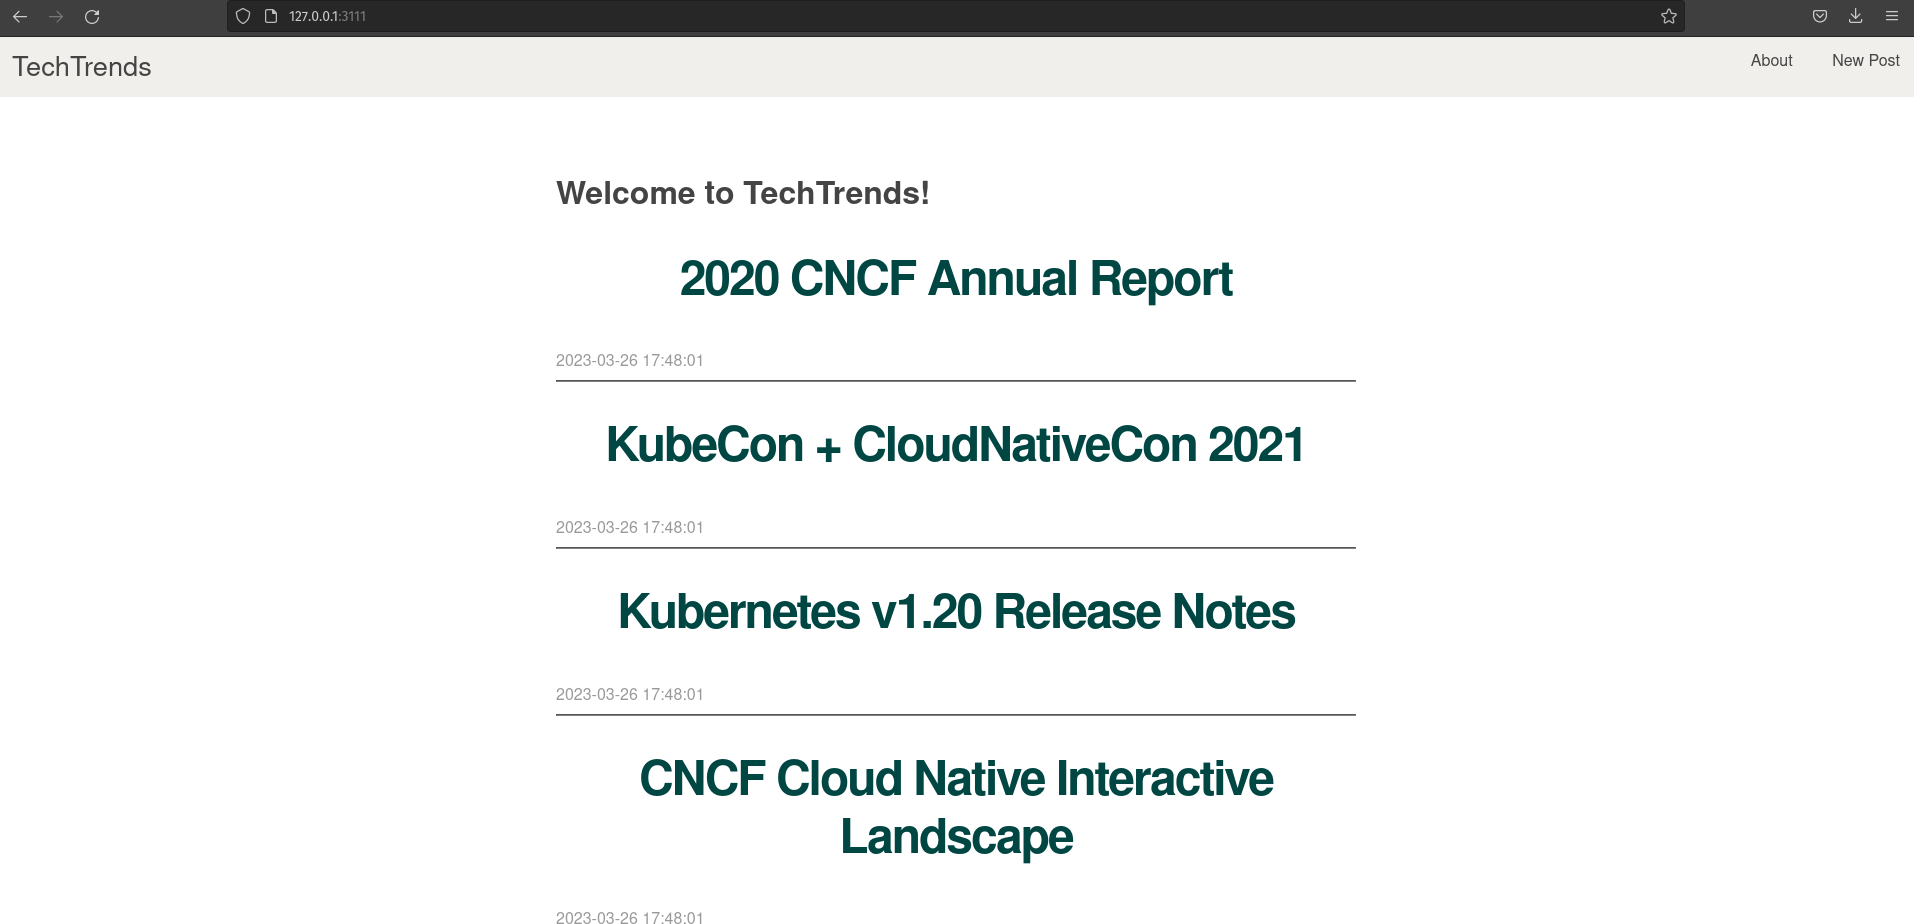 127.0.0.1:3111
TechTrends
About
New Post
Welcome to TechTrends!
2020 CNCF Annual Report
2023-03-26 17:48:01
KubeCon + CloudNativeCon 2021
2023-03-26 17:48:01
Kubernetes v1.20 Release Notes
2023-03-26 17:48:01
CNCF Cloud Native Interactive
Landscape
2023-03-26 17:48:01